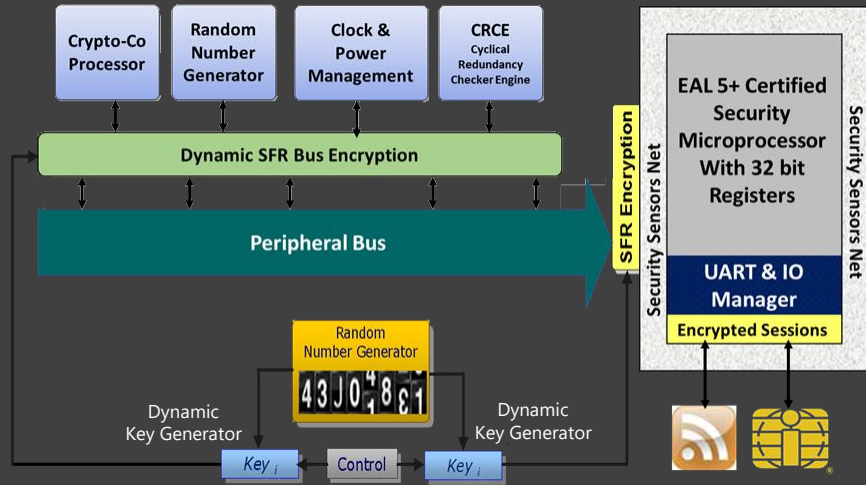 Crypto-Co
Processor
Random
Number
Generator
Clock &
Power
Management
CRCE
Cyclical
Redundancy
Checker Engine
Dynamic SFR Bus Encryption
Peripheral Bus
SFR Encryption
Security Sensors Net
EAL 5+ Certified
Security
Microprocessor
With 32 bit
Registers
Security Sensors Net
UART & IO
Manager
Encrypted Sessions
Random
Number Generator
Dynamic
Key Generator
Dynamic
Key Generator
Key i
Control
Key i